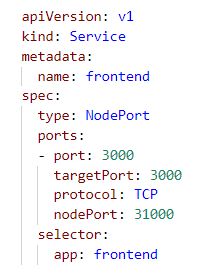 apiVersion: v1
kind: Service
metadata:
  name: frontend
spec:
  type: NodePort
  ports:
  - port: 3000
    targetPort: 3000
    protocol: TCP
    nodePort: 31000
  selector:
    app: frontend